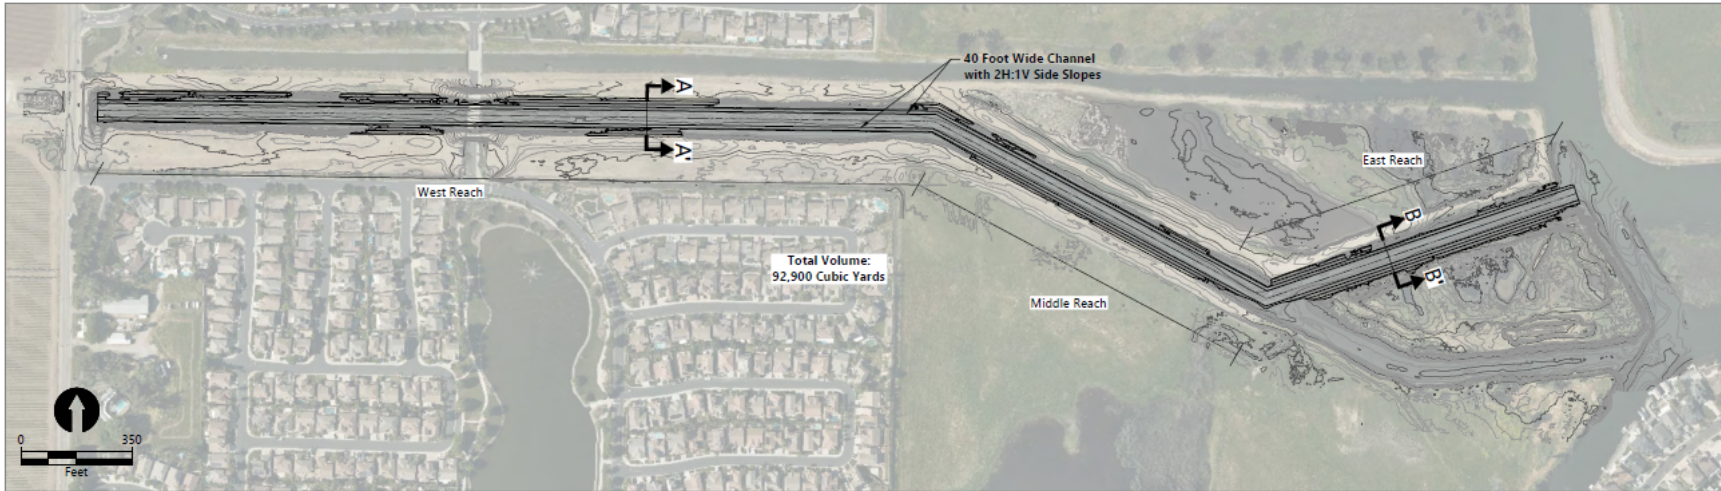 40 Foot Wide Channel
with 2H:1V Side Slopes
A
A'
East Reach
West Reach
B
B'
Total Volume:
92,900 Cubic Yards
Middle Reach
0
350
Feet